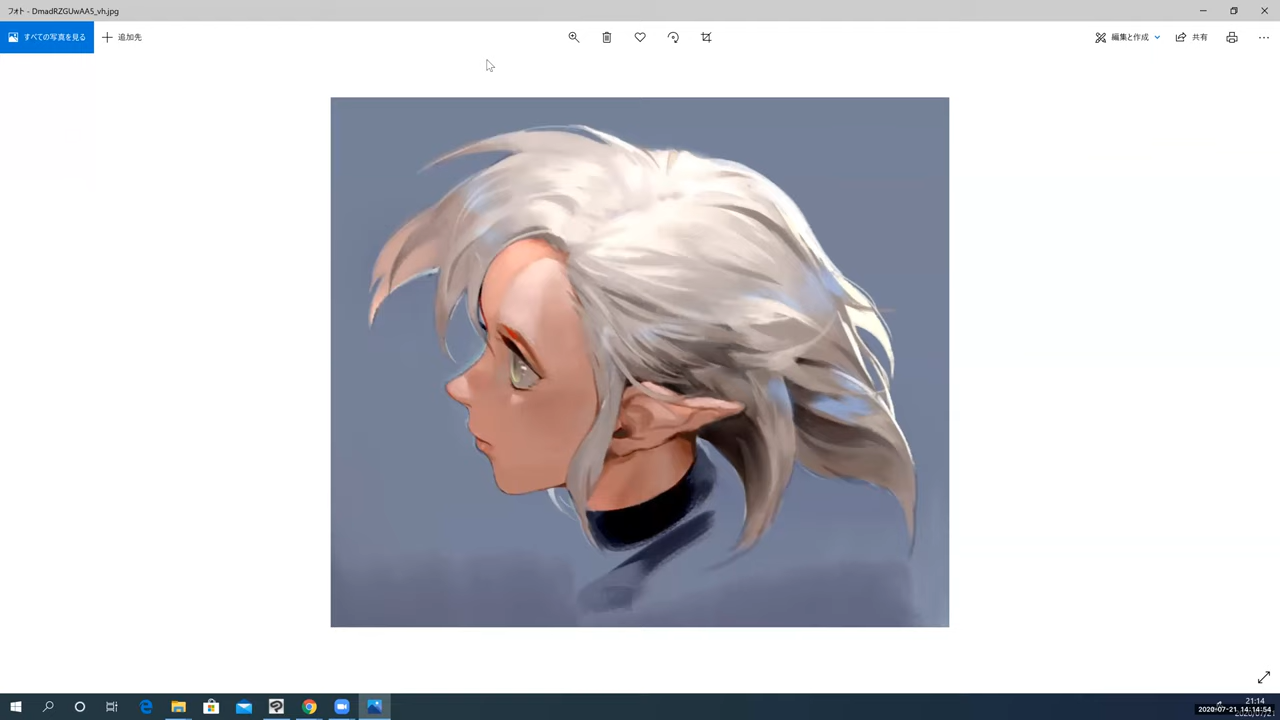 フォト - DmadRZGUwAA5_vh.jpg
すべての写真を見る
追加先
編集と作成
共有
21:14
2020-07-21 14:14:54